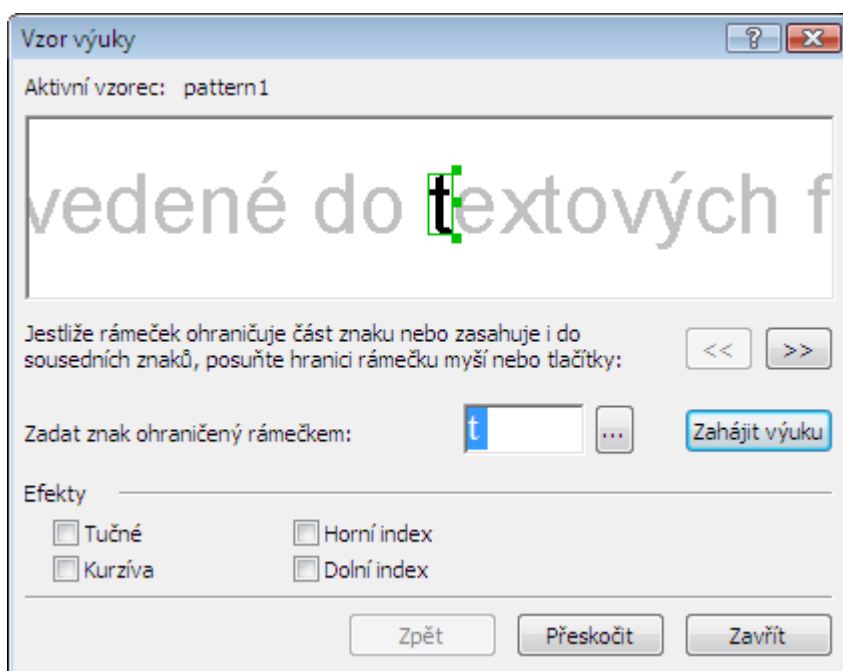 Vzor výuky
Aktivní vzorec: pattern1
vedené do textových f
Jestliže rámeček ohraničuje část znaku nebo zasahuje i do
sousedních znaků, posuňte hranici rámečku myší nebo tlačítky:
<< >>
Zadat znak ohraničený rámečkem: t ... Zahájit výuku
Efekty
Tučné Horní index
Kurzíva Dolní index
Zpět Přeskočit Zavřít